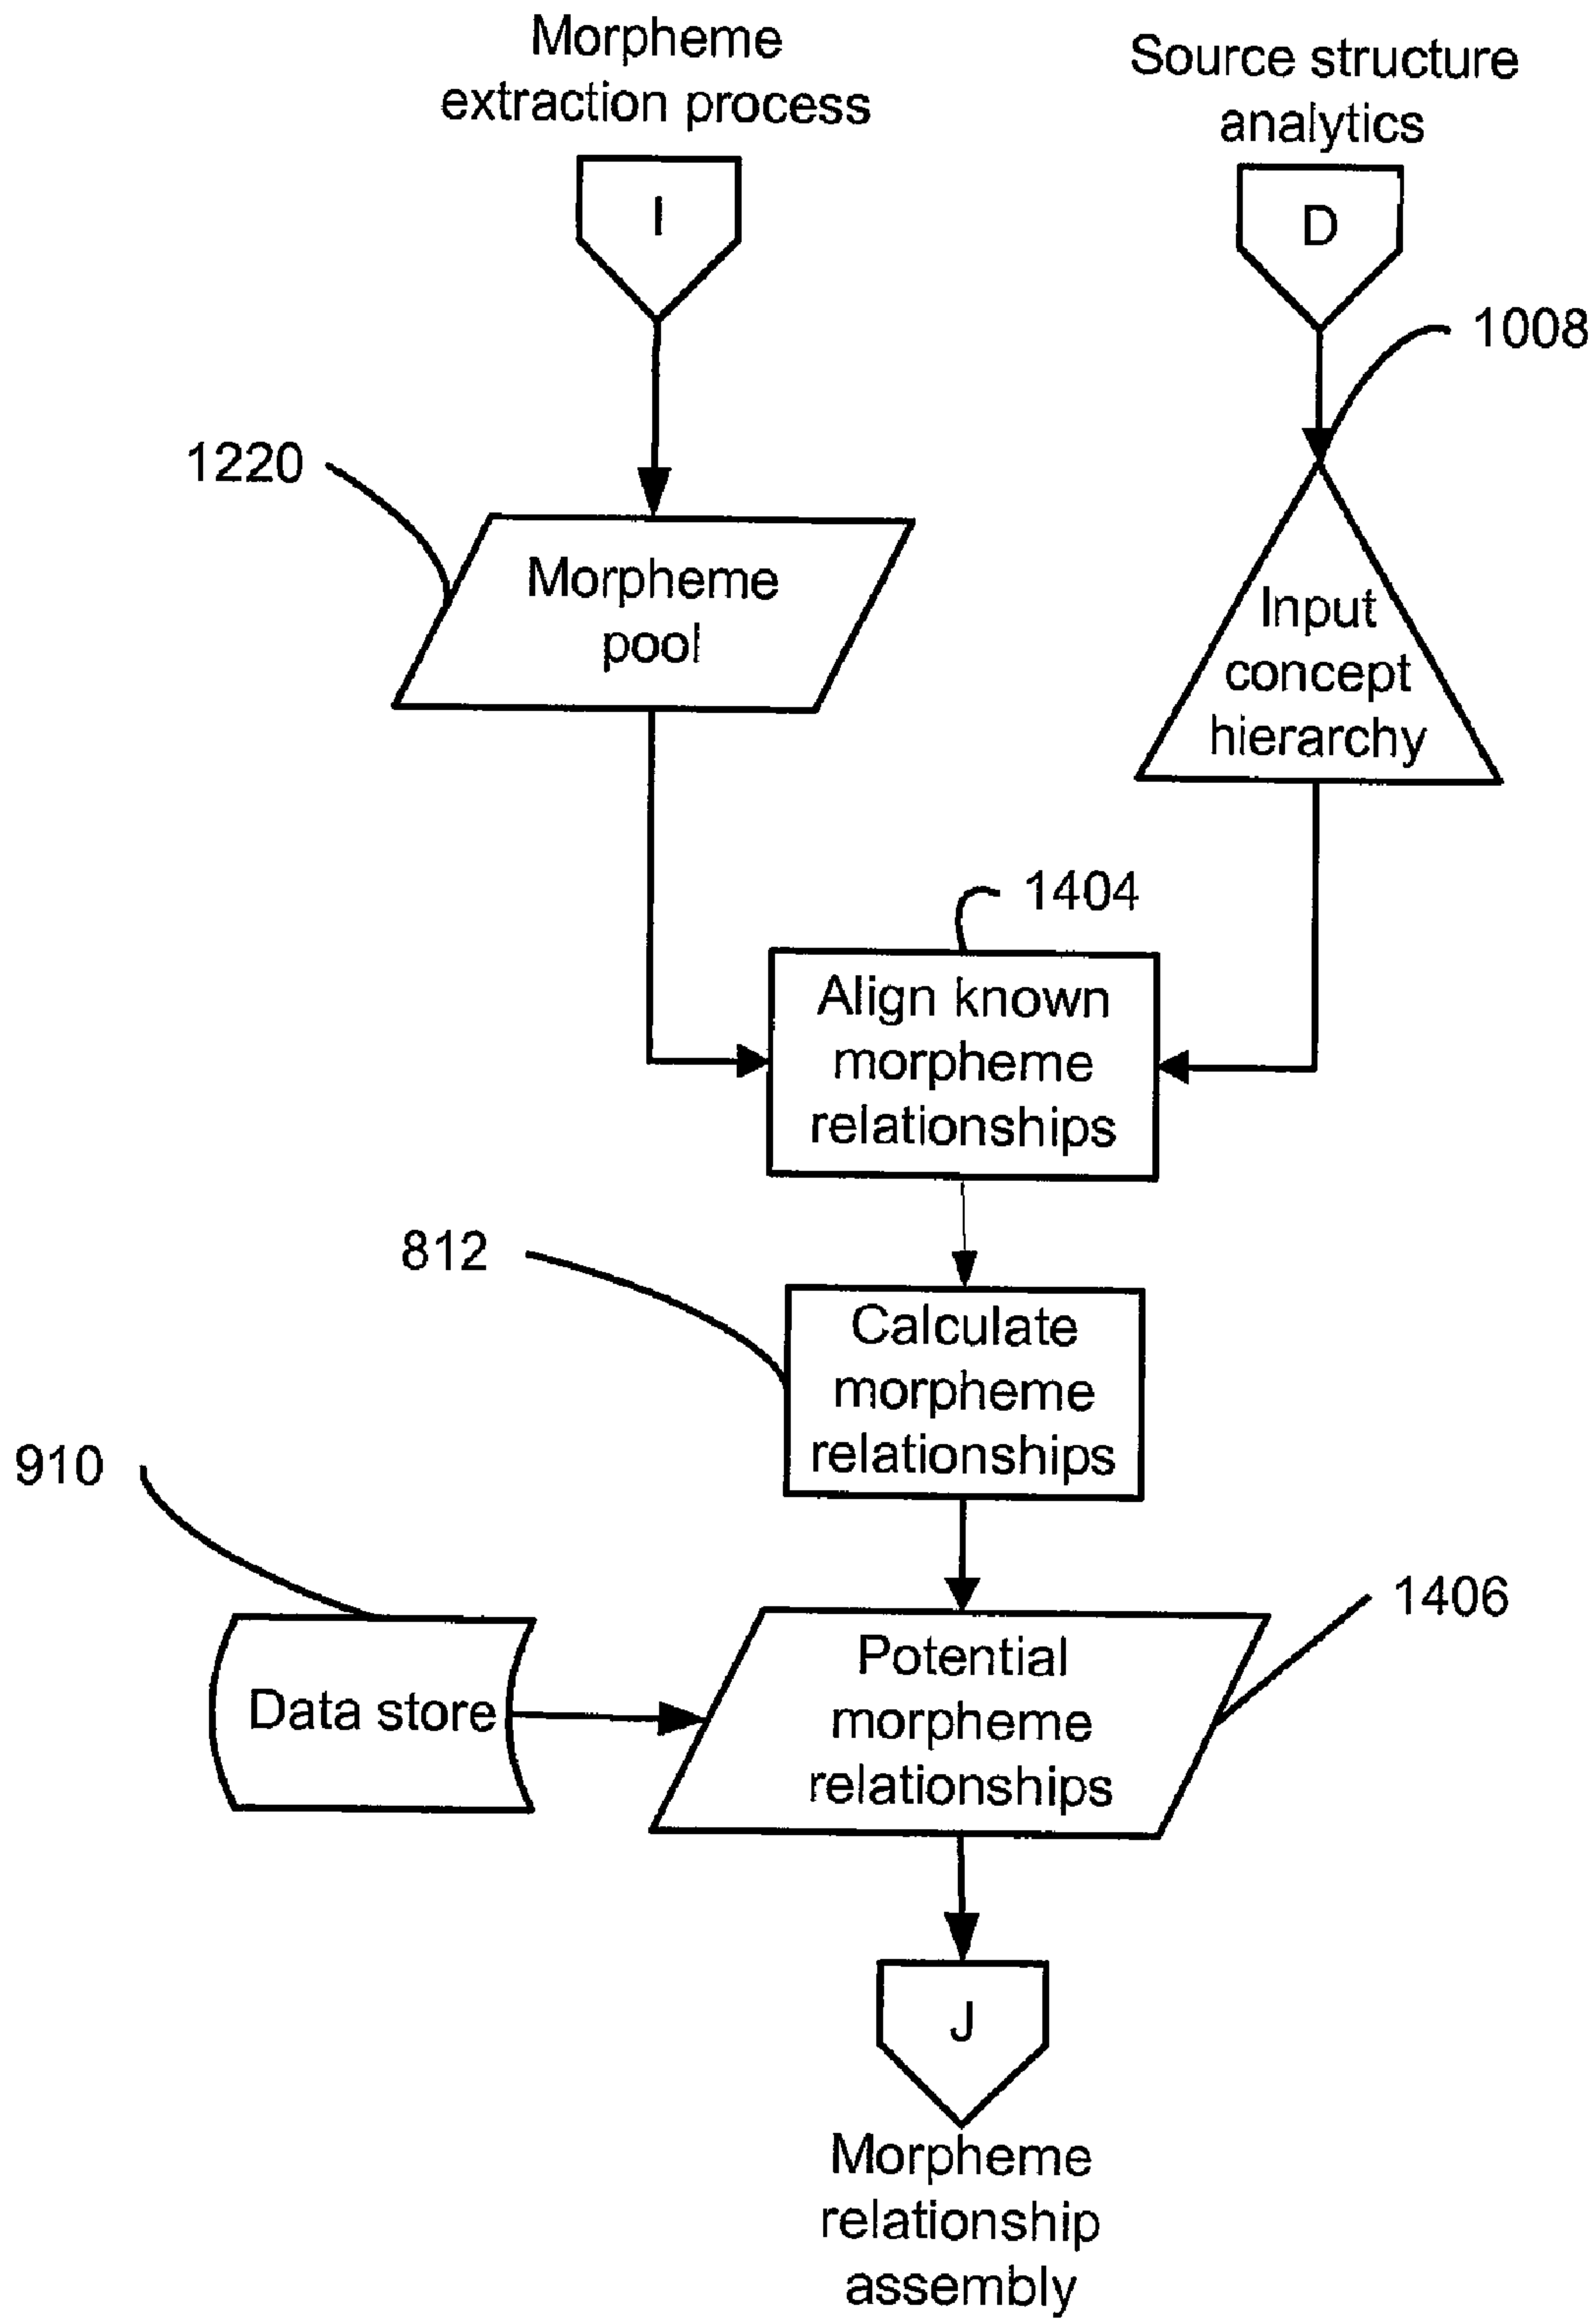 Morpheme
extraction process
Source structure
analytics
I
D
1008
1220
Morpheme
pool
Input
concept
hierarchy
1404
Align known
morpheme
relationships
812
Calculate
morpheme
relationships
910
1406
Data store
Potential
morpheme
relationships
J
Morpheme
relationship
assembly